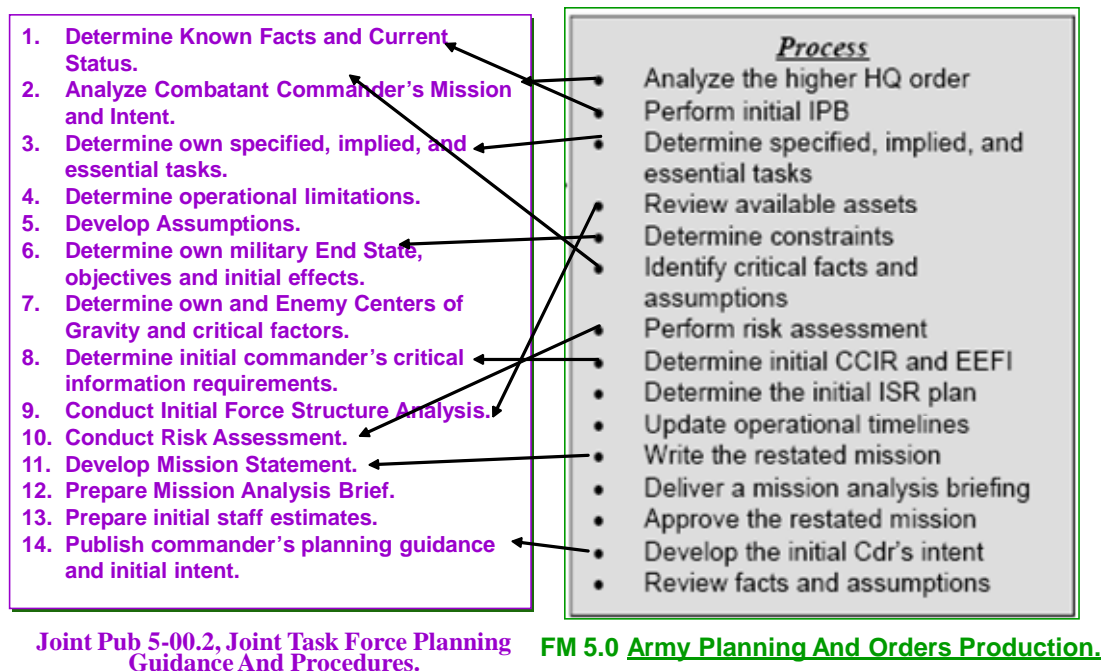 1. Determine Known Facts and Current
Status.
2. Analyze Combatant Commander's Mission
and Intent.
3. Determine own specified, implied, and
essential tasks.
4. Determine operational limitations.
5. Develop Assumptions.
6. Determine own military End State,
objectives and initial effects.
7. Determine own and Enemy Centers of
Gravity and critical factors.
8. Determine initial commander's critical
information requirements.
9. Conduct Initial Force Structure Analysis.
10. Conduct Risk Assessment.
11. Develop Mission Statement.
12. Prepare Mission Analysis Brief.
13. Prepare initial staff estimates.
14. Publish commander's planning guidance
and initial intent.
Joint Pub 5-00.2, Joint Task Force Planning
Guidance And Procedures.
Process
• Analyze the higher HQ order
• Perform initial IPB
• Determine specified, implied, and
essential tasks
• Review available assets
• Determine constraints
• Identify critical facts and
assumptions
• Perform risk assessment
• Determine initial CCIR and EEFI
• Determine the initial ISR plan
• Update operational timelines
• Write the restated mission
• Deliver a mission analysis briefing
• Approve the restated mission
• Develop the initial Cdr's intent
• Review facts and assumptions
FM 5.0 Army Planning And Orders Production.